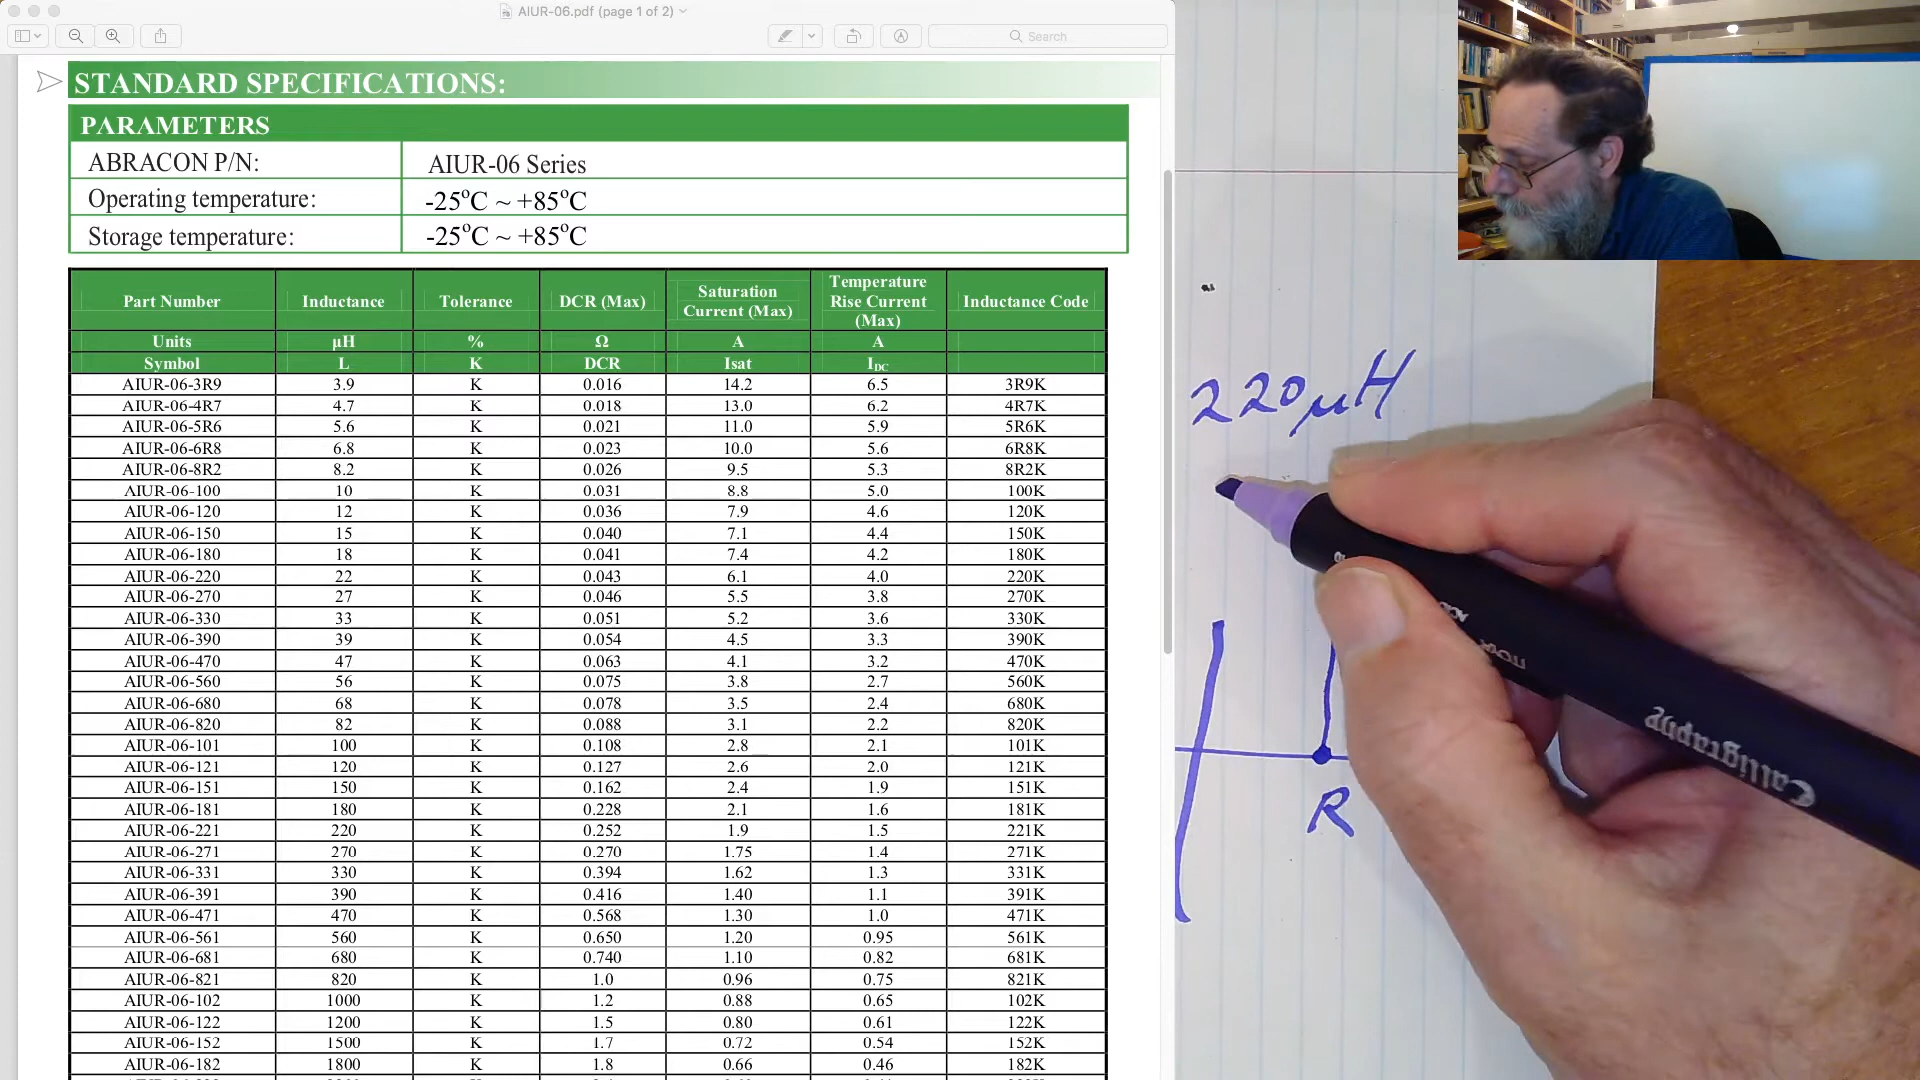 AIUR-06.pdf (page 1 of 2)
Search
STANDARD SPECIFICATIONS:
PARAMETERS
ABRACON P/N: AIUR-06 Series
Operating temperature: -25°C ~ +85°C
Storage temperature: -25°C ~ +85°C
Part Number Inductance Tolerance DCR (Max) Saturation Current (Max) Temperature Rise Current (Max) Inductance Code
Units µH % Ω A A
Symbol L K DCR Isat IDC
AIUR-06-3R9 3.9 K 0.016 14.2 6.5 3R9K
AIUR-06-4R7 4.7 K 0.018 13.0 6.2 4R7K
AIUR-06-5R6 5.6 K 0.021 11.0 5.9 5R6K
AIUR-06-6R8 6.8 K 0.023 10.0 5.6 6R8K
AIUR-06-8R2 8.2 K 0.026 9.5 5.3 8R2K
AIUR-06-100 10 K 0.031 8.8 5.0 100K
AIUR-06-120 12 K 0.036 7.9 4.6 120K
AIUR-06-150 15 K 0.040 7.1 4.4 150K
AIUR-06-180 18 K 0.041 7.4 4.2 180K
AIUR-06-220 22 K 0.043 6.1 4.0 220K
AIUR-06-270 27 K 0.046 5.5 3.8 270K
AIUR-06-330 33 K 0.051 5.2 3.6 330K
AIUR-06-390 39 K 0.054 4.5 3.3 390K
AIUR-06-470 47 K 0.063 4.1 3.2 470K
AIUR-06-560 56 K 0.075 3.8 2.7 560K
AIUR-06-680 68 K 0.078 3.5 2.4 680K
AIUR-06-820 82 K 0.088 3.1 2.2 820K
AIUR-06-101 100 K 0.108 2.8 2.1 101K
AIUR-06-121 120 K 0.127 2.6 2.0 121K
AIUR-06-151 150 K 0.162 2.4 1.9 151K
AIUR-06-181 180 K 0.228 2.1 1.6 181K
AIUR-06-221 220 K 0.252 1.9 1.5 221K
AIUR-06-271 270 K 0.270 1.75 1.4 271K
AIUR-06-331 330 K 0.394 1.62 1.3 331K
AIUR-06-391 390 K 0.416 1.40 1.1 391K
AIUR-06-471 470 K 0.568 1.30 1.0 471K
AIUR-06-561 560 K 0.650 1.20 0.95 561K
AIUR-06-681 680 K 0.740 1.10 0.82 681K
AIUR-06-821 820 K 1.0 0.96 0.75 821K
AIUR-06-102 1000 K 1.2 0.88 0.65 102K
AIUR-06-122 1200 K 1.5 0.80 0.61 122K
AIUR-06-152 1500 K 1.7 0.72 0.54 152K
AIUR-06-182 1800 K 1.8 0.66 0.46 182K
220µH
R
Calligraphy